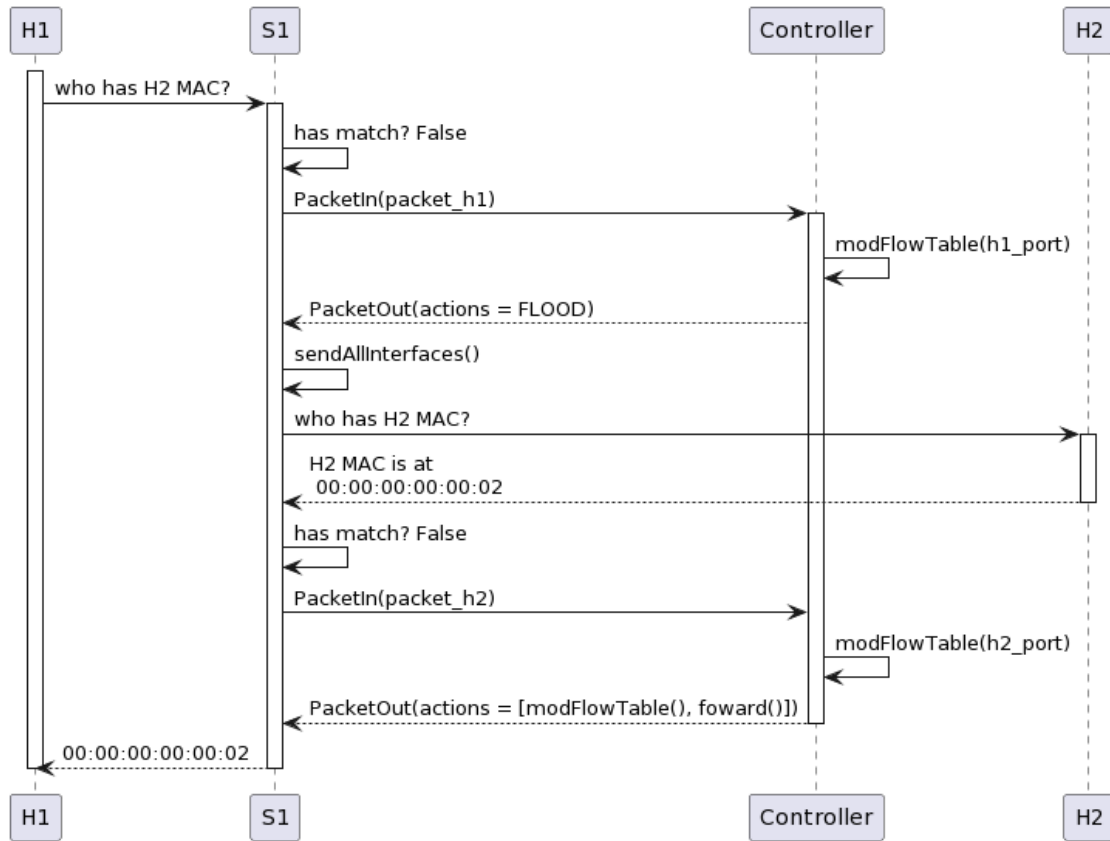 H1 S1 Controller H2
who has H2 MAC?
has match? False
PacketIn(packet_h1)
modFlowTable(h1_port)
PacketOut(actions = FLOOD)
sendAllInterfaces()
who has H2 MAC?
H2 MAC is at
00:00:00:00:00:02
has match? False
PacketIn(packet_h2)
modFlowTable(h2_port)
PacketOut(actions = [modFlowTable(), foward()])
00:00:00:00:00:02
H1 S1 Controller H2